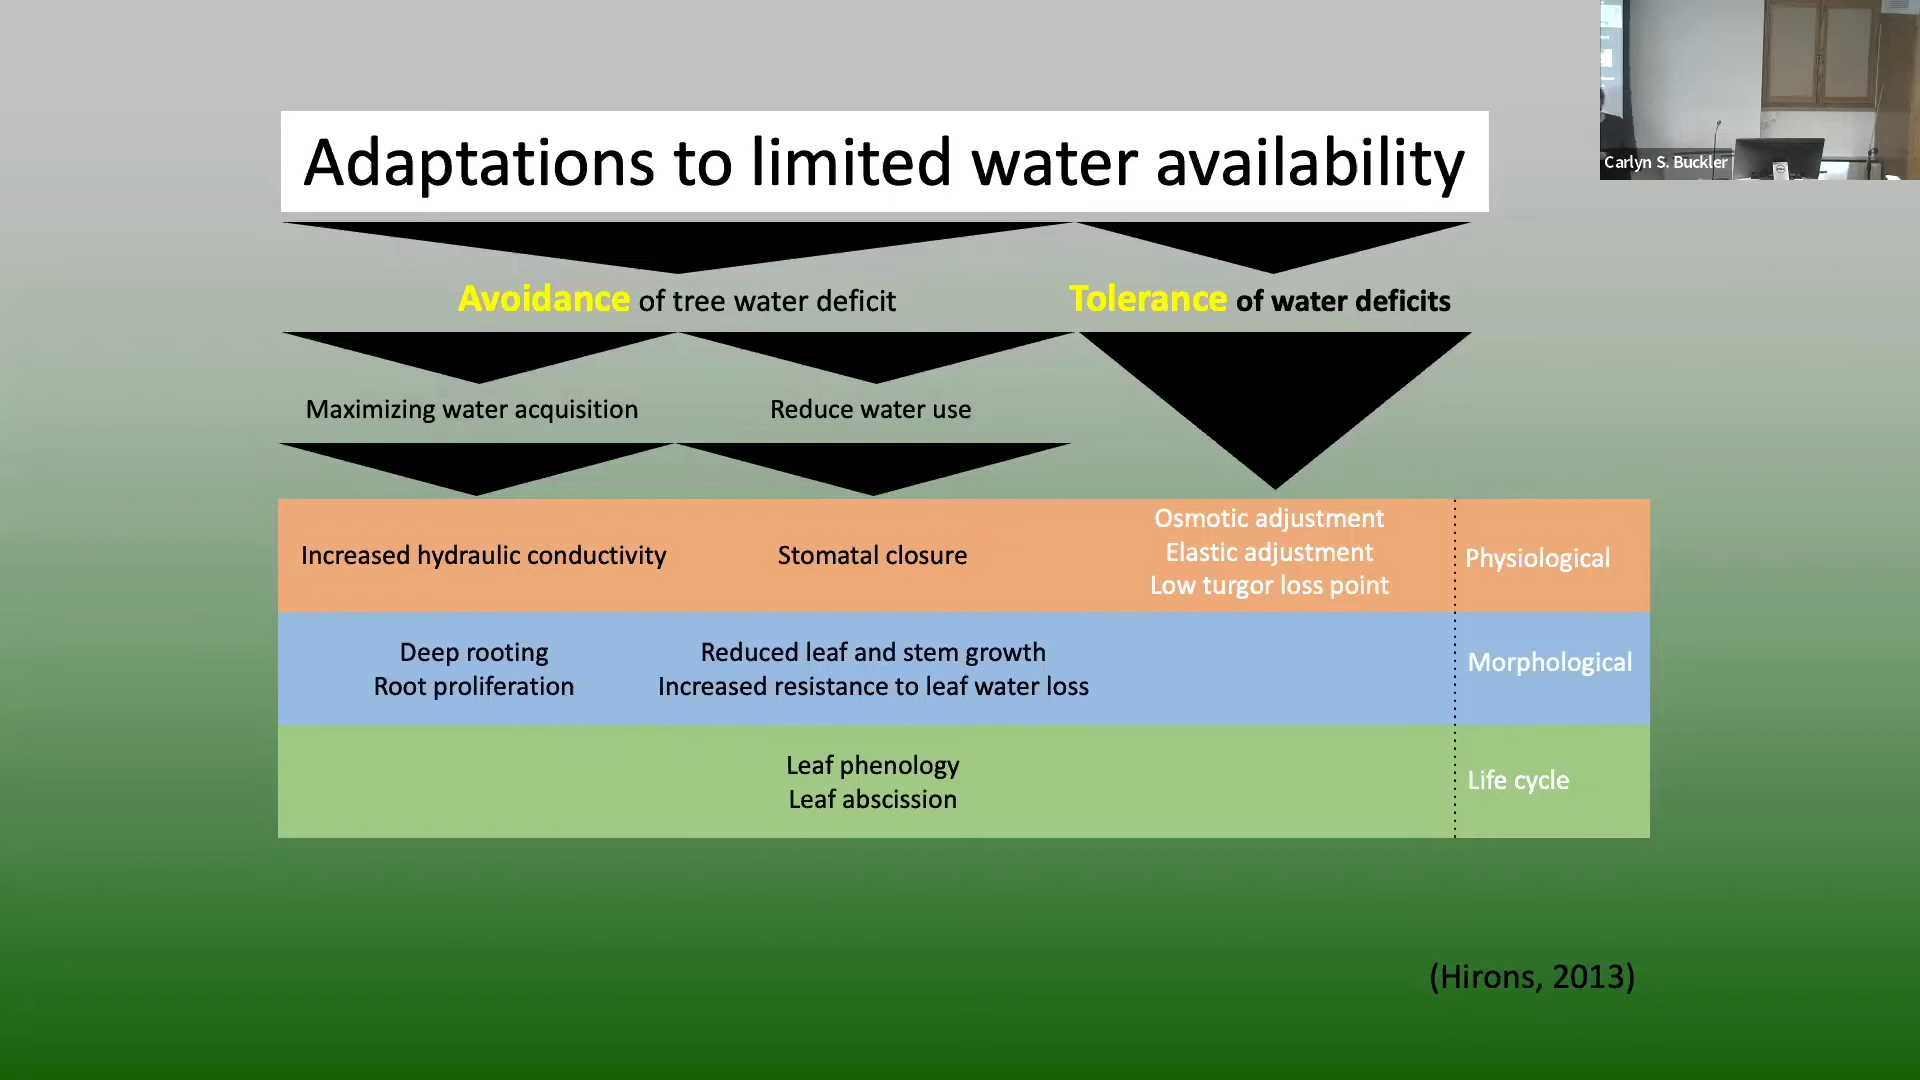 Adaptations to limited water availability
Carlyn S. Buckler
Avoidance of tree water deficit
Tolerance of water deficits
Maximizing water acquisition
Reduce water use
Increased hydraulic conductivity
Stomatal closure
Osmotic adjustment
Elastic adjustment
Low turgor loss point
Physiological
Deep rooting
Root proliferation
Reduced leaf and stem growth
Increased resistance to leaf water loss
Morphological
Leaf phenology
Leaf abscission
Life cycle
(Hirons, 2013)